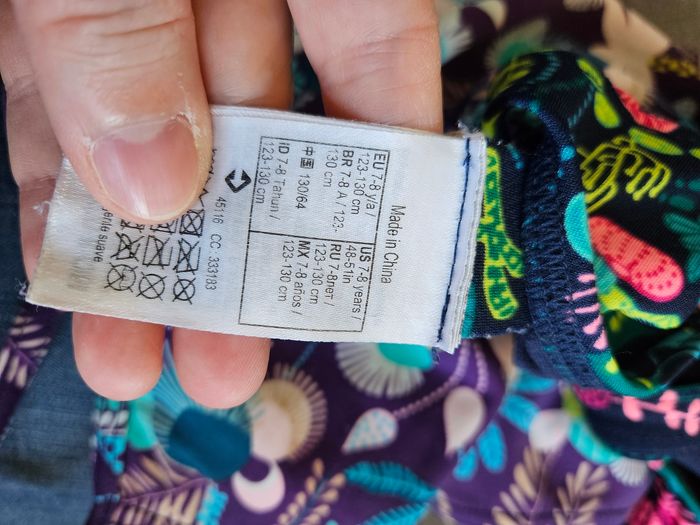 Made in China
EU 7-8 y/a /
123-130 cm
BR 7-8 A / 123-
130 cm
中国 130/64
ID 7-8 Tahun /
123-130 cm
US 7-8 years /
48-51in
RU 7-8лет /
123-130 cm
MX 7-8 años /
123-130 cm
45116 CC 333183
suave